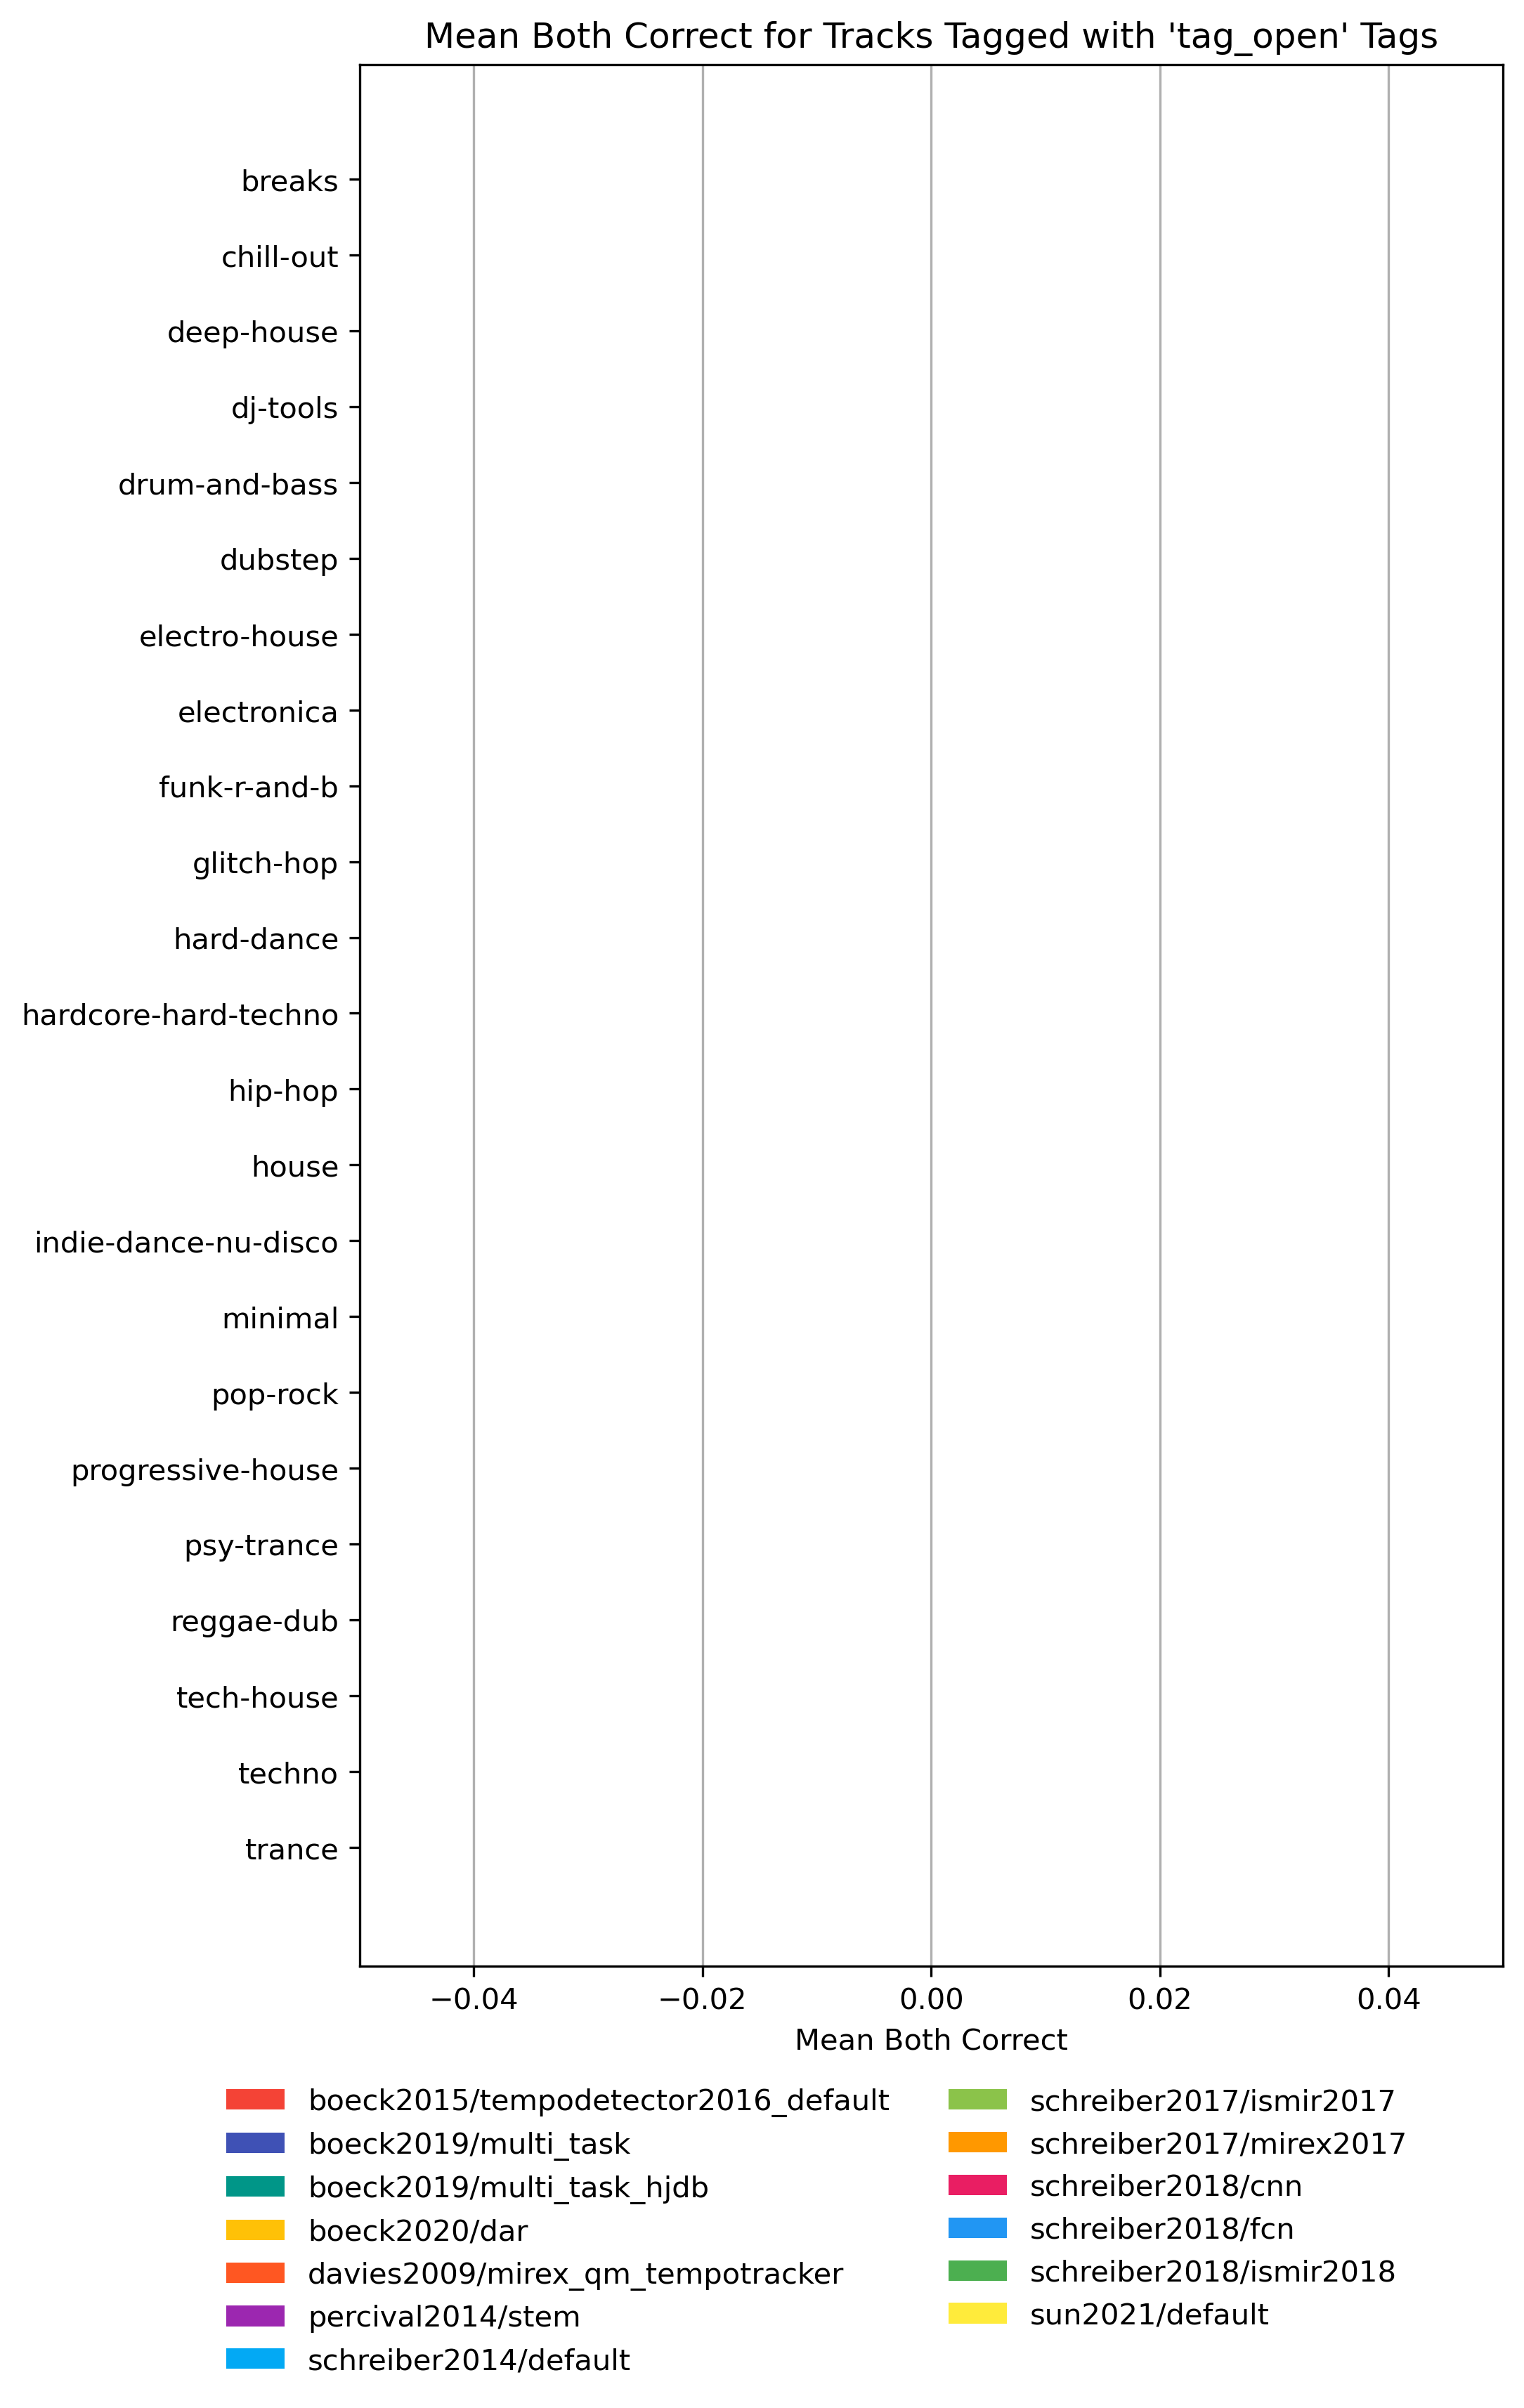 Mean Both Correct for Tracks Tagged with 'tag_open' Tags
breaks
chill-out
deep-house
dj-tools
drum-and-bass
dubstep
electro-house
electronica
funk-r-and-b
glitch-hop
hard-dance
hardcore-hard-techno
hip-hop
house
indie-dance-nu-disco
minimal
pop-rock
progressive-house
psy-trance
reggae-dub
tech-house
techno
trance
−0.04 −0.02 0.00 0.02 0.04
Mean Both Correct
boeck2015/tempodetector2016_default
boeck2019/multi_task
boeck2019/multi_task_hjdb
boeck2020/dar
davies2009/mirex_qm_tempotracker
percival2014/stem
schreiber2014/default
schreiber2017/ismir2017
schreiber2017/mirex2017
schreiber2018/cnn
schreiber2018/fcn
schreiber2018/ismir2018
sun2021/default